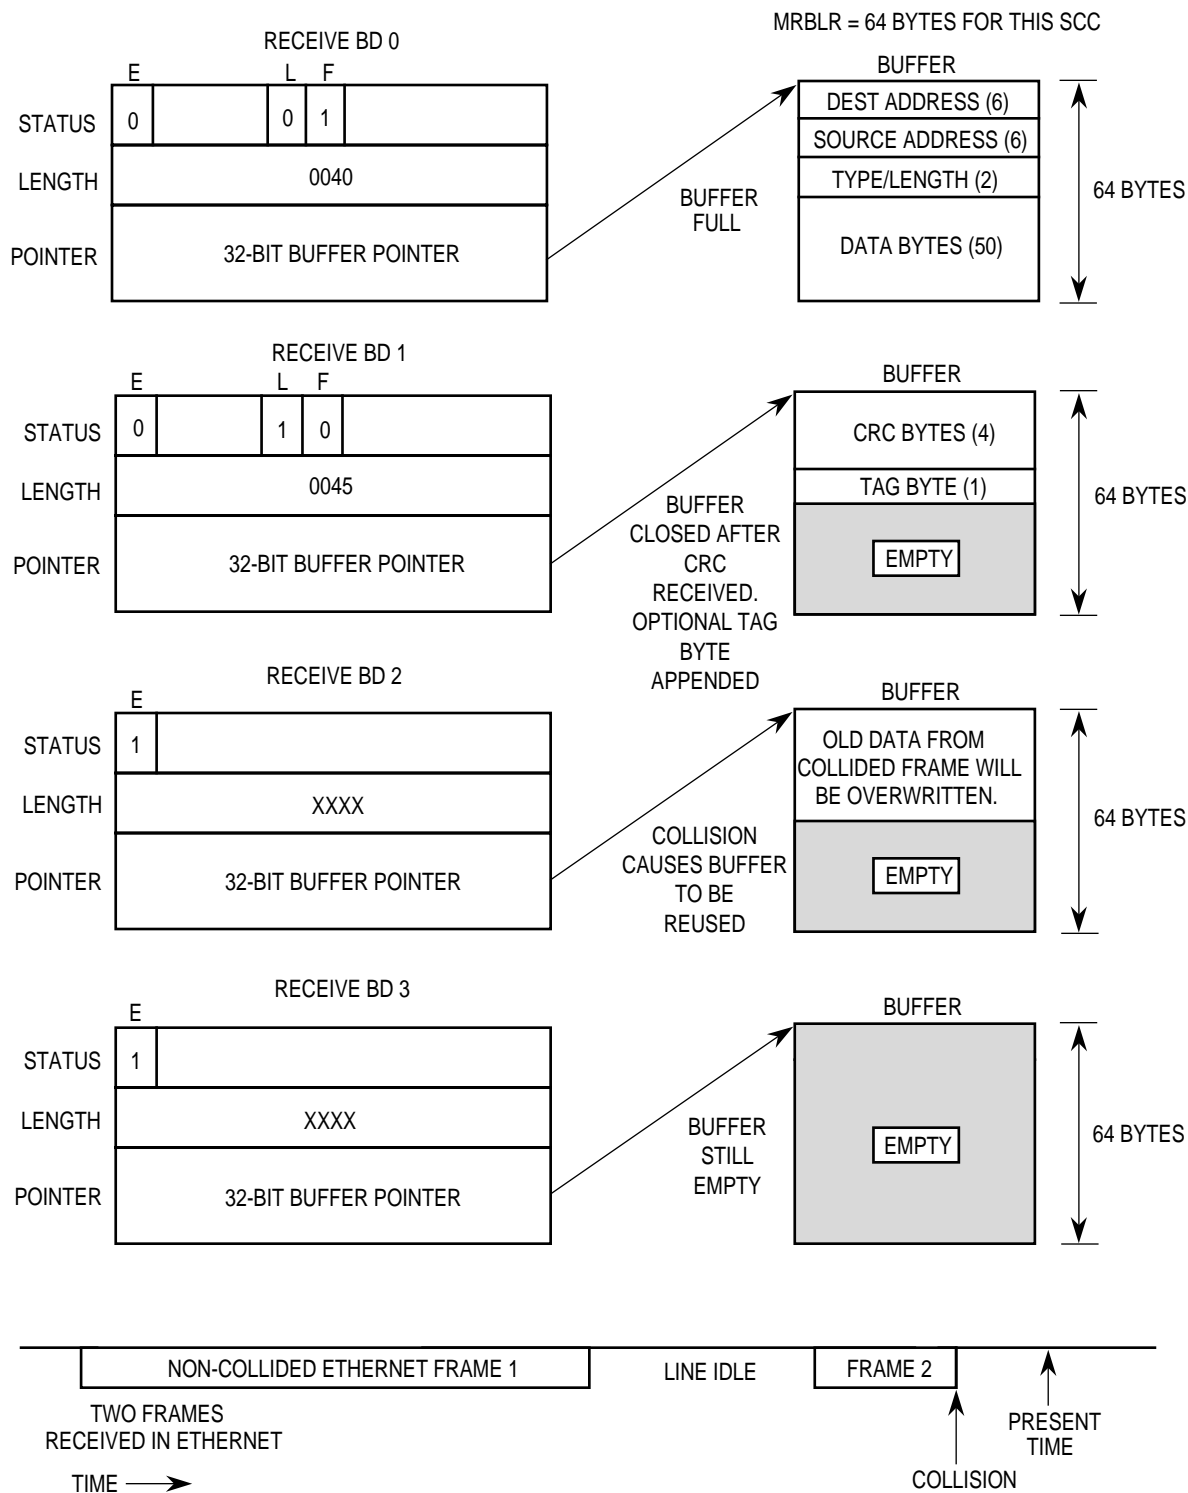 MRBLR = 64 BYTES FOR THIS SCC
RECEIVE BD 0
E L F
STATUS 0 0 1
LENGTH 0040
POINTER 32-BIT BUFFER POINTER
BUFFER
FULL
BUFFER
DEST ADDRESS (6)
SOURCE ADDRESS (6)
TYPE/LENGTH (2)
DATA BYTES (50)
64 BYTES
RECEIVE BD 1
E L F
STATUS 0 1 0
LENGTH 0045
POINTER 32-BIT BUFFER POINTER
BUFFER
CLOSED AFTER
CRC
RECEIVED.
OPTIONAL TAG
BYTE
APPENDED
BUFFER
CRC BYTES (4)
TAG BYTE (1)
EMPTY
64 BYTES
RECEIVE BD 2
E
STATUS 1
LENGTH XXXX
POINTER 32-BIT BUFFER POINTER
COLLISION
CAUSES BUFFER
TO BE
REUSED
BUFFER
OLD DATA FROM
COLLIDED FRAME WILL
BE OVERWRITTEN.
EMPTY
64 BYTES
RECEIVE BD 3
E
STATUS 1
LENGTH XXXX
POINTER 32-BIT BUFFER POINTER
BUFFER
STILL
EMPTY
BUFFER
EMPTY
64 BYTES
NON-COLLIDED ETHERNET FRAME 1 LINE IDLE FRAME 2
TWO FRAMES
RECEIVED IN ETHERNET
PRESENT
TIME
TIME
COLLISION